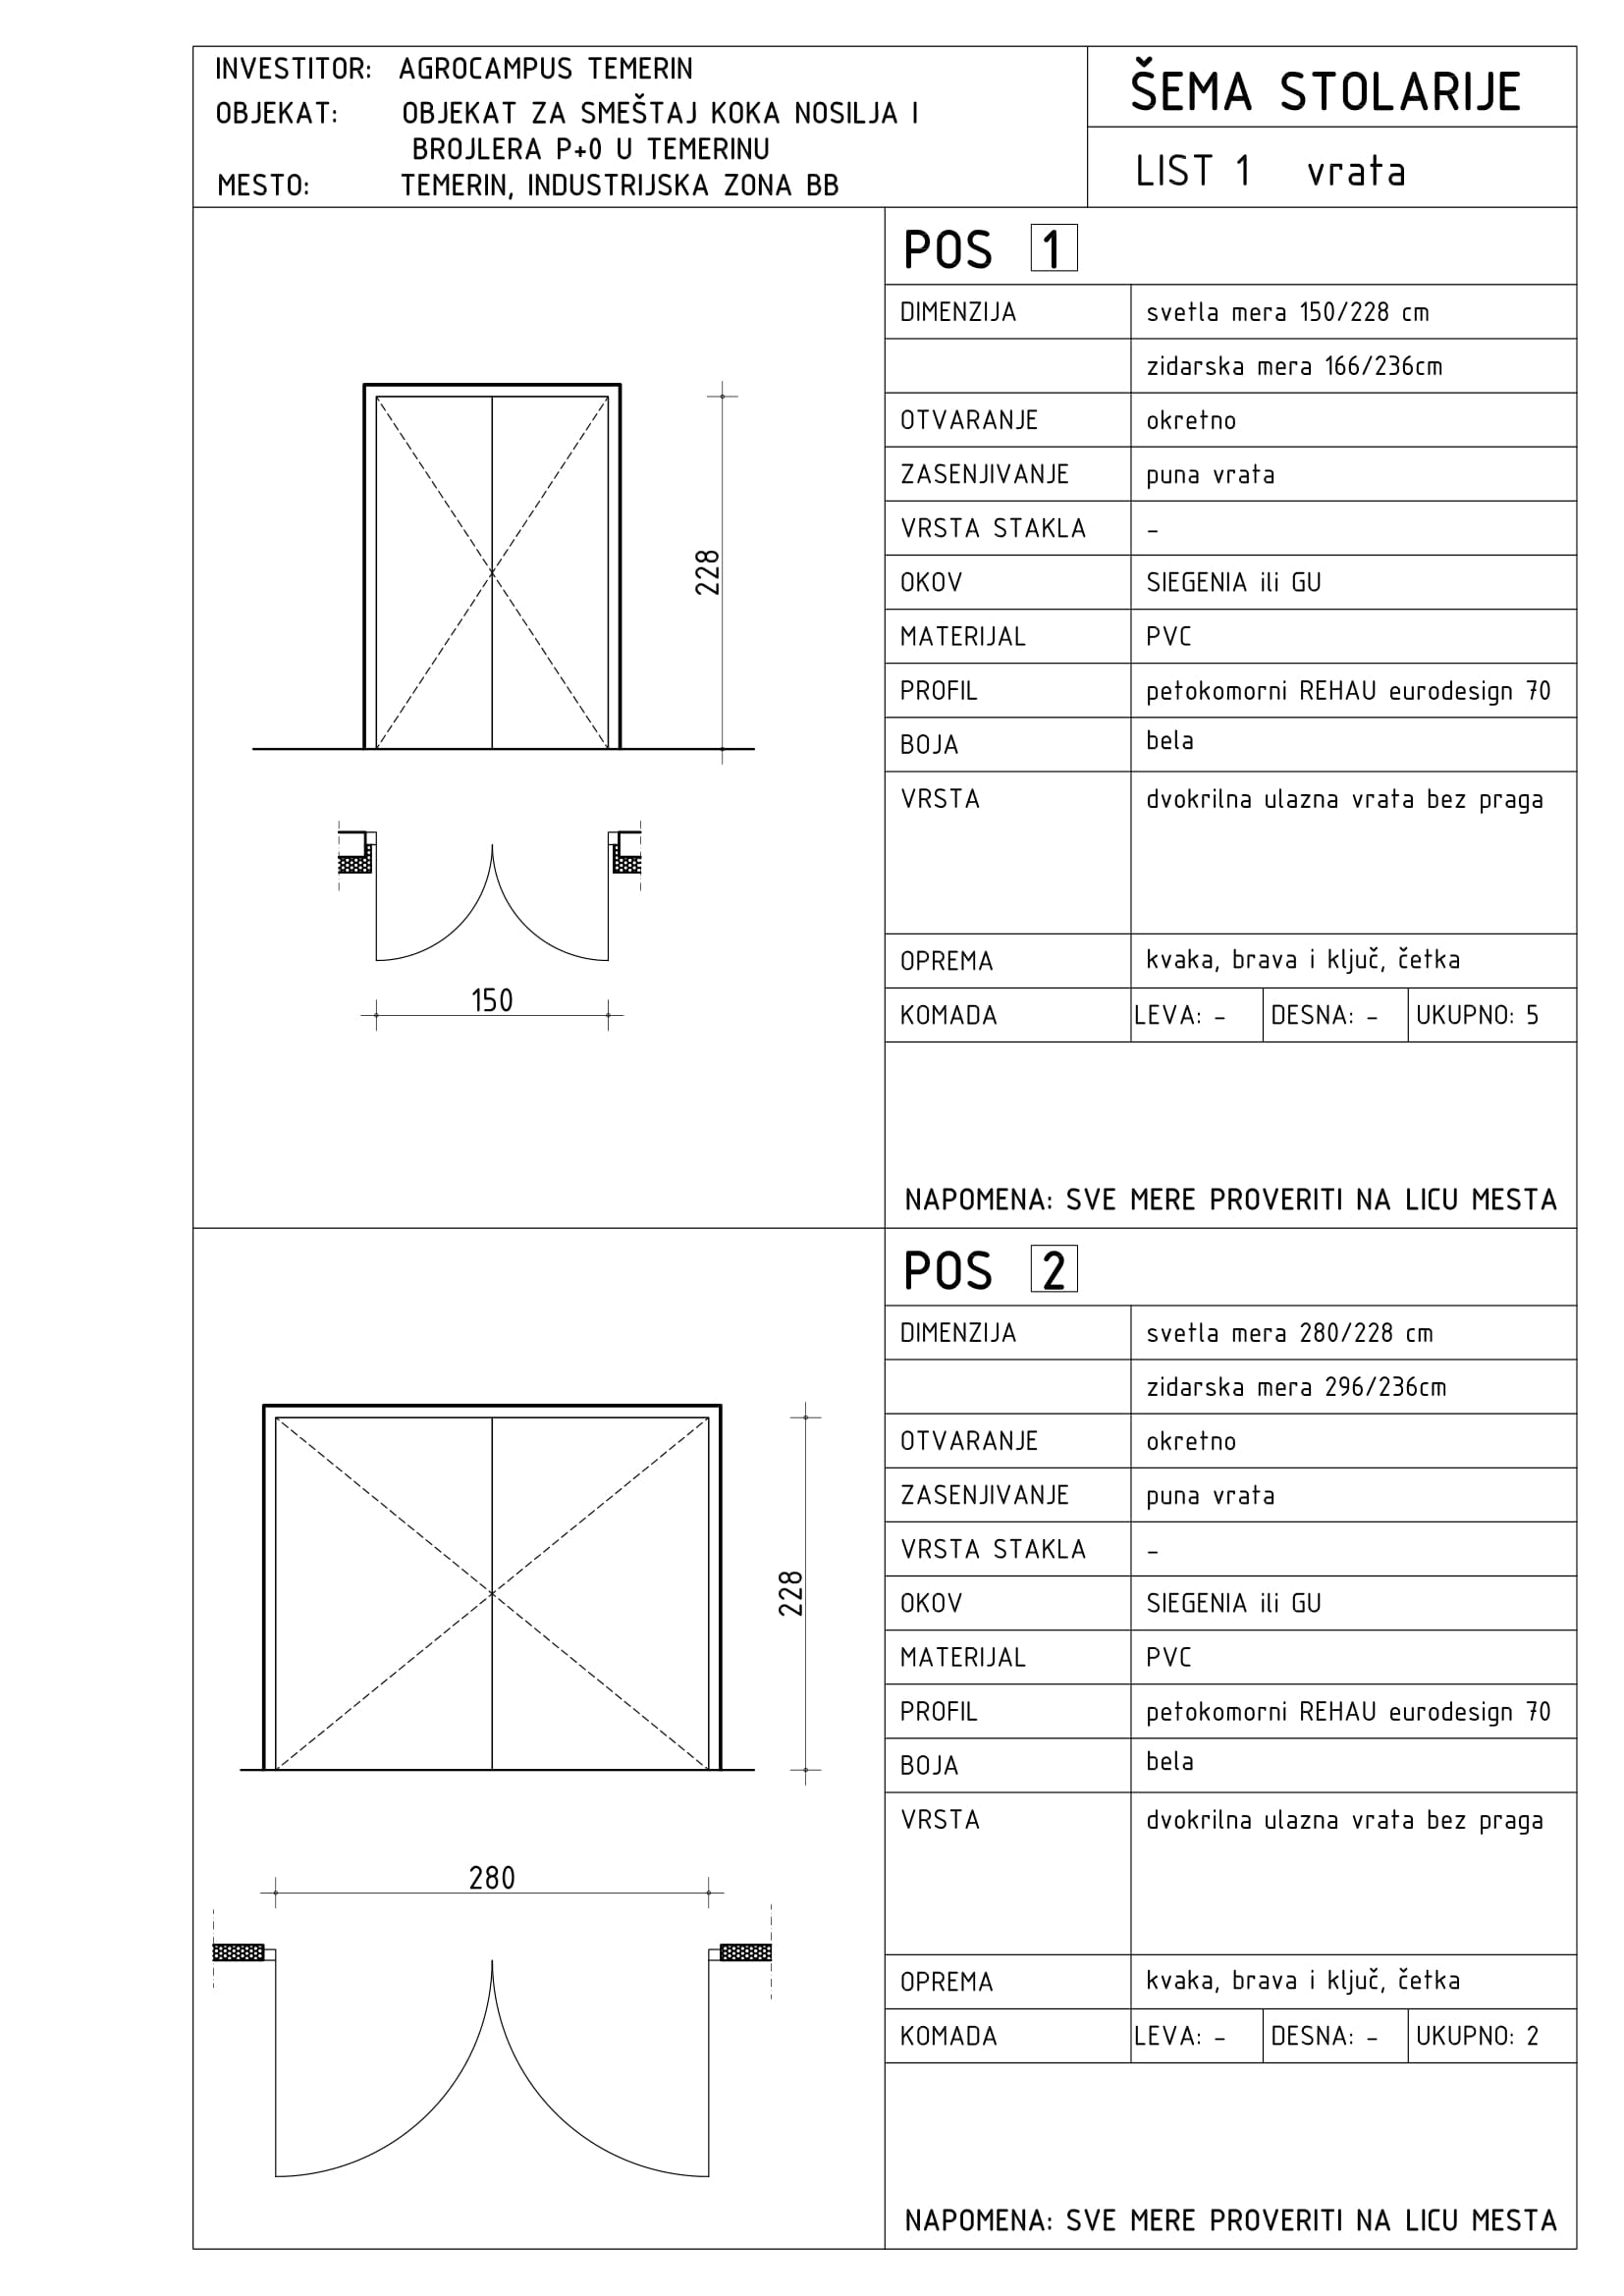 INVESTITOR: AGROCAMPUS TEMERIN
OBJEKAT: OBJEKAT ZA SMEŠTAJ KOKA NOSILJA I
BROJLERA P+0 U TEMERINU
MESTO: TEMERIN, INDUSTRIJSKA ZONA BB
ŠEMA STOLARIJE
LIST 1 vrata
POS 1
DIMENZIJA svetla mera 150/228 cm
zidarska mera 166/236cm
OTVARANJE okretno
ZASENJIVANJE puna vrata
VRSTA STAKLA -
OKOV SIEGENIA ili GU
MATERIJAL PVC
PROFIL petokomorni REHAU eurodesign 70
BOJA bela
VRSTA dvokrilna ulazna vrata bez praga
OPREMA kvaka, brava i ključ, četka
KOMADA LEVA: - DESNA: - UKUPNO: 5
NAPOMENA: SVE MERE PROVERITI NA LICU MESTA
228
150
POS 2
DIMENZIJA svetla mera 280/228 cm
zidarska mera 296/236cm
OTVARANJE okretno
ZASENJIVANJE puna vrata
VRSTA STAKLA -
OKOV SIEGENIA ili GU
MATERIJAL PVC
PROFIL petokomorni REHAU eurodesign 70
BOJA bela
VRSTA dvokrilna ulazna vrata bez praga
OPREMA kvaka, brava i ključ, četka
KOMADA LEVA: - DESNA: - UKUPNO: 2
NAPOMENA: SVE MERE PROVERITI NA LICU MESTA
228
280